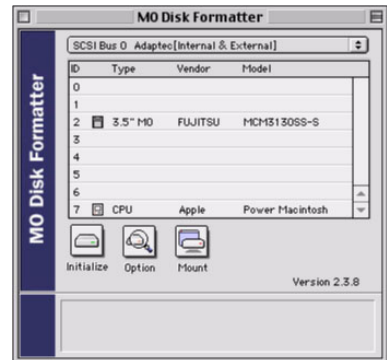 MO Disk Formatter
SCSI Bus 0 Adaptec[Internal & External]
ID Type Vendor Model
0
1
2 3.5" MO FUJITSU MCM3130SS-S
3
4
5
6
7 CPU Apple Power Macintosh
MO Disk Formatter
Initialize Option Mount
Version 2.3.8